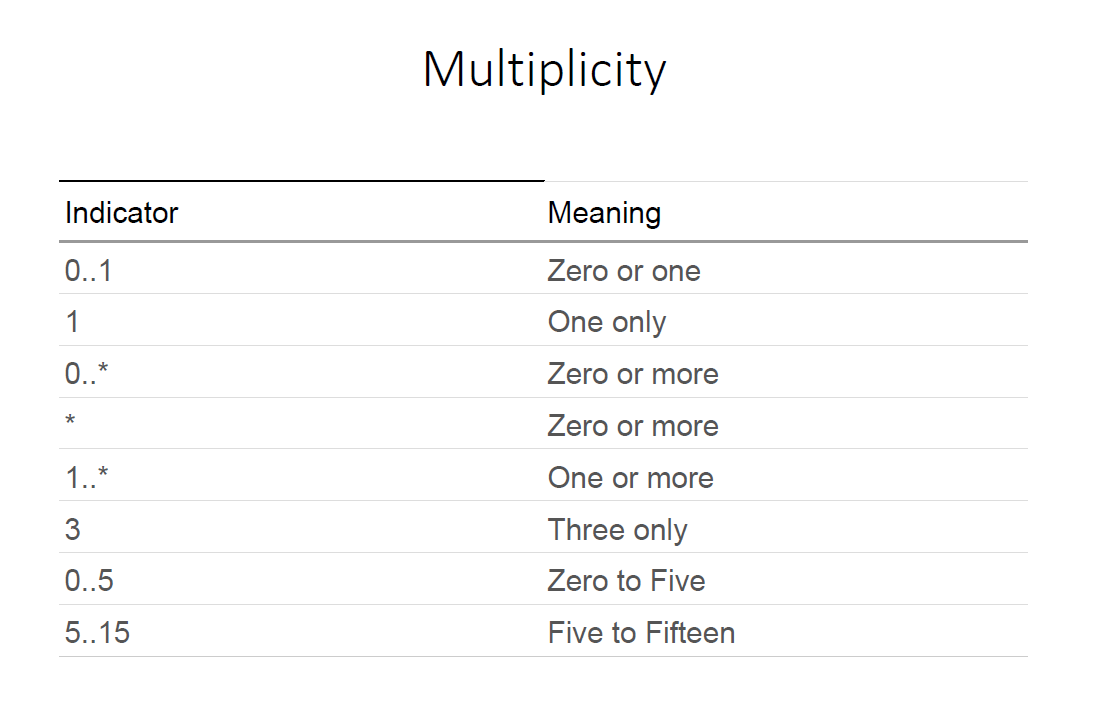 Multiplicity
Indicator Meaning
0..1 Zero or one
1 One only
0..* Zero or more
* Zero or more
1..* One or more
3 Three only
0..5 Zero to Five
5..15 Five to Fifteen